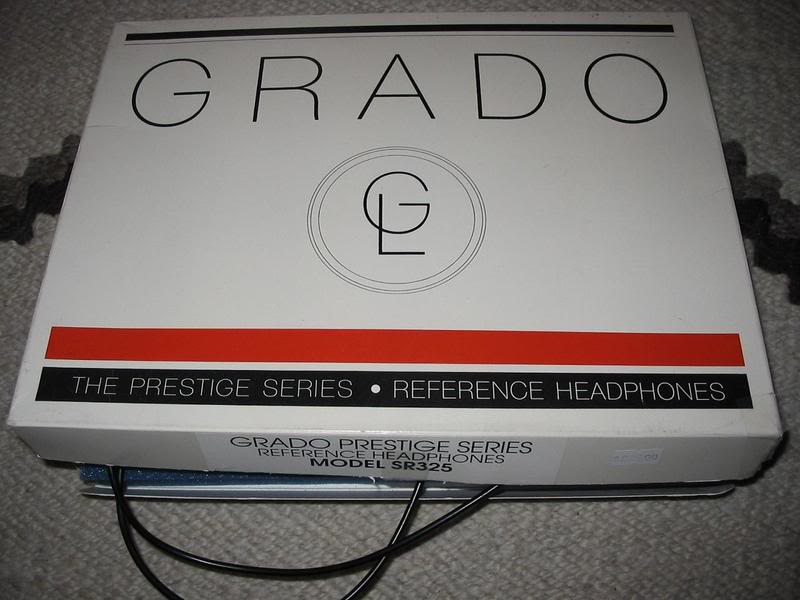 GRADO
GL
THE PRESTIGE SERIES • REFERENCE HEADPHONES
GRADO PRESTIGE SERIES
REFERENCE HEADPHONES
MODEL SR325